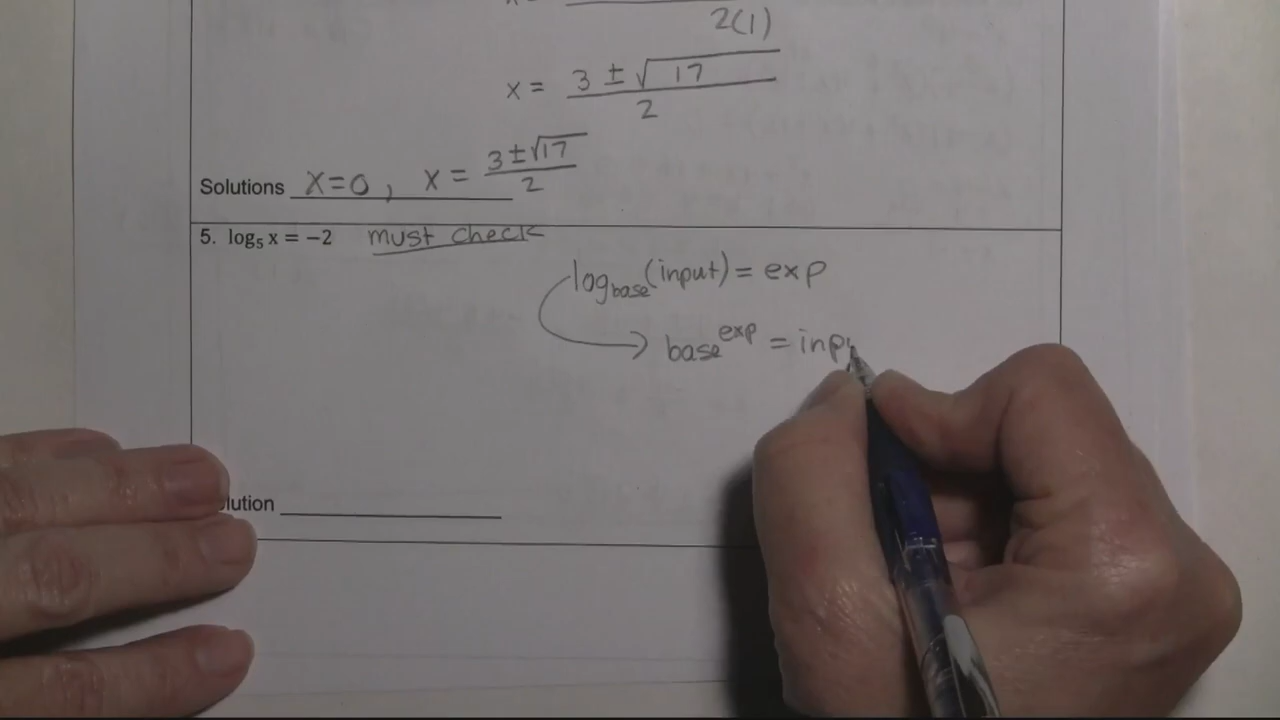 2(1)
x = 3 ± √17 / 2
Solutions x=0, x = 3±√17 / 2
5. log₅ x = −2 must check
log_base(input) = exp
base^exp = inpu
lution